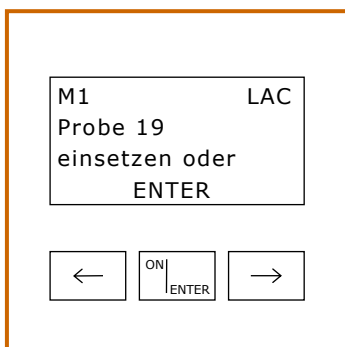 M1 LAC
Probe 19
einsetzen oder
ENTER
← ON ENTER →